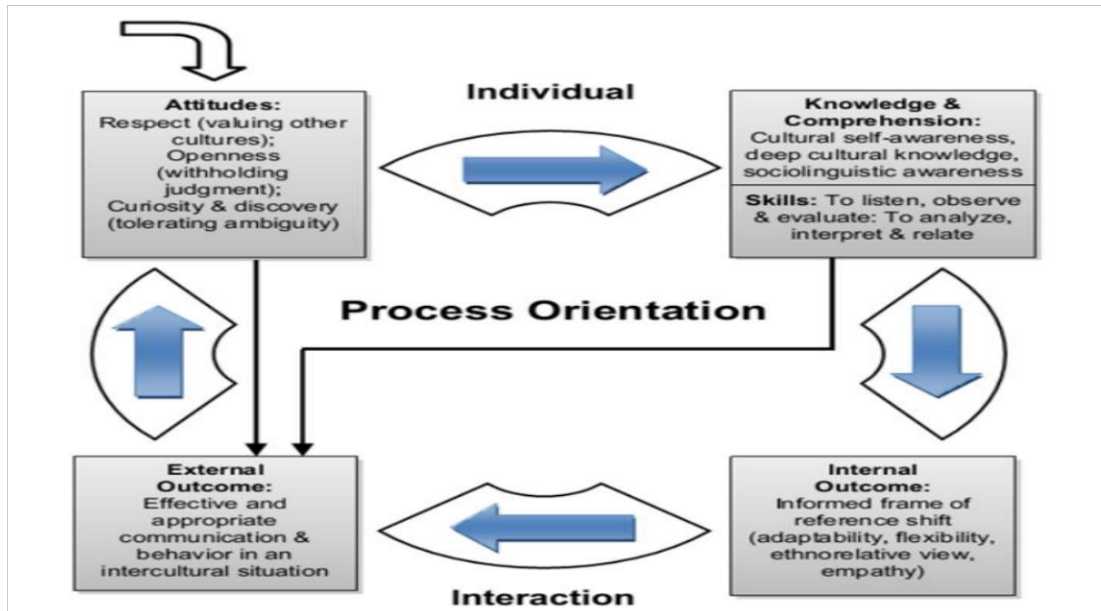 Individual
Attitudes:
Respect (valuing other
cultures);
Openness
(withholding
judgment);
Curiosity & discovery
(tolerating ambiguity)
Knowledge &
Comprehension:
Cultural self-awareness,
deep cultural knowledge,
sociolinguistic awareness
Skills: To listen, observe
& evaluate: To analyze,
interpret & relate
Process Orientation
External
Outcome:
Effective and
appropriate
communication &
behavior in an
intercultural situation
Internal
Outcome:
Informed frame of
reference shift
(adaptability, flexibility,
ethnorelative view,
empathy)
Interaction